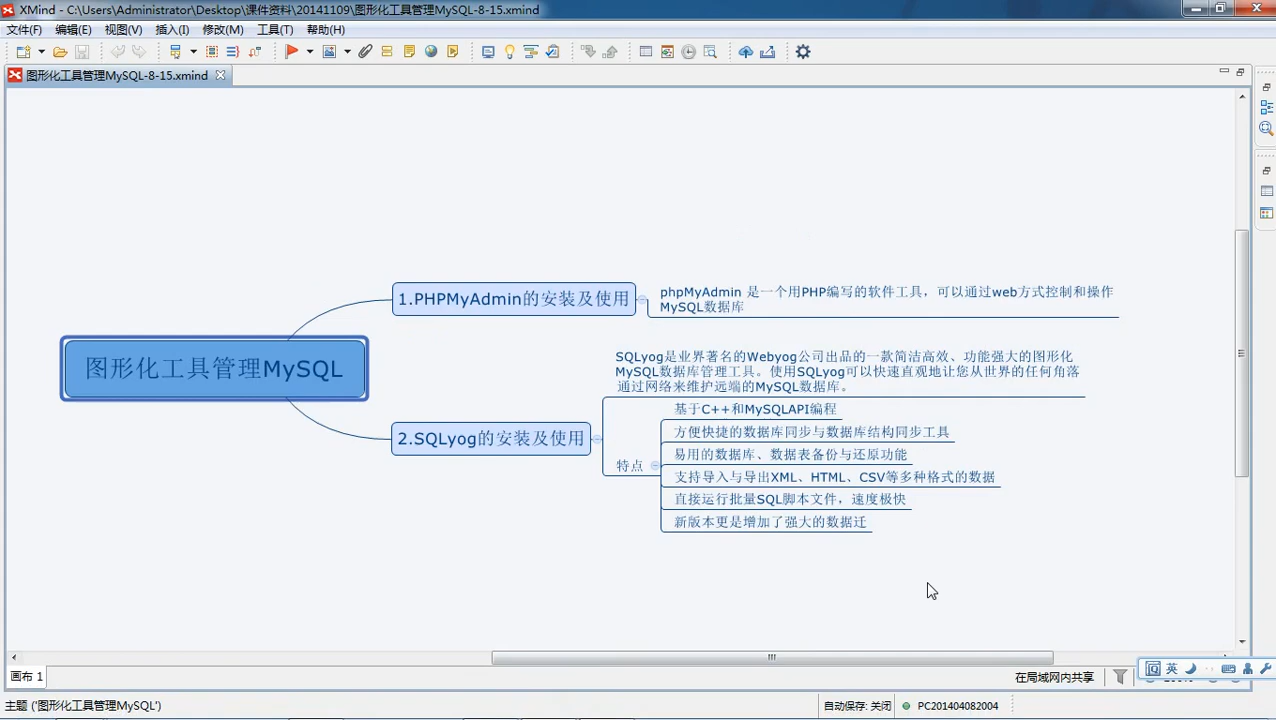 XMind - C:\Users\Administrator\Desktop\课件资料\20141109\图形化工具管理MySQL-8-15.xmind
文件(F) 编辑(E) 视图(V) 插入(I) 修改(M) 工具(T) 帮助(H)
图形化工具管理MySQL-8-15.xmind
1.PHPMyAdmin的安装及使用
phpMyAdmin 是一个用PHP编写的软件工具，可以通过web方式控制和操作
MySQL数据库
图形化工具管理MySQL
SQLyog是业界著名的Webyog公司出品的一款简洁高效、功能强大的图形化
MySQL数据库管理工具。使用SQLyog可以快速直观地让您从世界的任何角落
通过网络来维护远端的MySQL数据库。
2.SQLyog的安装及使用
特点
基于C++和MySQLAPI编程
方便快捷的数据库同步与数据库结构同步工具
易用的数据库、数据表备份与还原功能
支持导入与导出XML、HTML、CSV等多种格式的数据
直接运行批量SQL脚本文件，速度极快
新版本更是增加了强大的数据迁
画布 1
在局域网内共享
英
主题 ('图形化工具管理MySQL')
自动保存: 关闭
PC201404082004